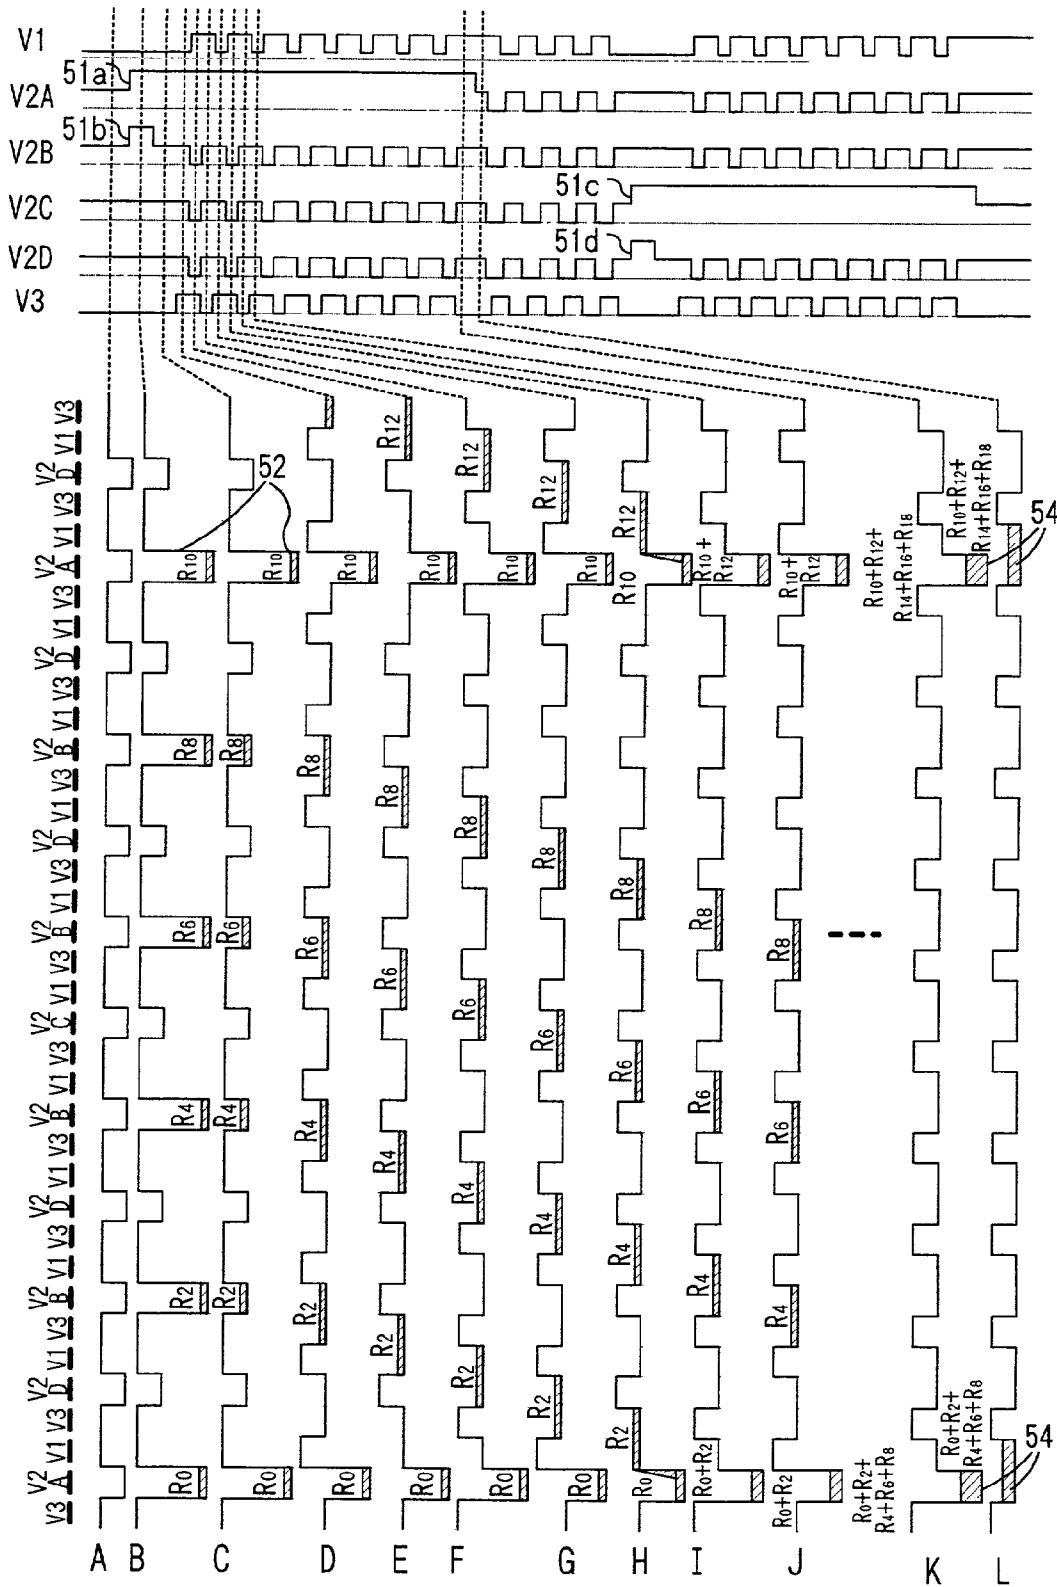 V1
51a
V2A
51b
V2B
51c
V2C
51d
V2D
V3
V3
V2
A
V1 V3
V2
D
V1 V3
V2
B
V1 V3
V2
D
V1 V3
V2
B
V1 V3
V2
C
V1 V3
V2
B
V1 V3
V2
D
V1 V3
V2
B
V1 V3
V2
D
V1 V3
V2
A
V1 V3
V2
D
V1 V3
52
A
B
R0
R2
R4
R6
R8
R10
C
R0
R2
R4
R6
R8
R10
D
R0
R2
R4
R6
R8
R10
E
R0
R2
R4
R6
R8
R10
R12
F
R0
R2
R4
R6
R8
R10
R12
G
R0
R2
R4
R6
R8
R10
R12
H
R0
R2
R4
R6
R8
R10
R12
I
R0+R2
R4
R6
R8
R10+
R12
J
R0+R2
R4
R6
R8
R10+
R12
K
R0+R2+
R4+R6+R8
R10+R12+
R14+R16+R18
L
R0+R2+
R4+R6+R8
R10+R12+
R14+R16+R18
54
54